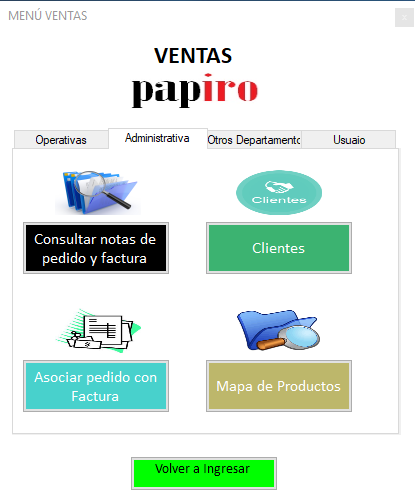 MENÚ VENTAS
x
VENTAS
papiro
Operativas
Administrativa
Otros Departamento
Usuaio
Clientes
Consultar notas de
pedido y factura
Clientes
Asociar pedido con
Factura
Mapa de Productos
Volver a Ingresar